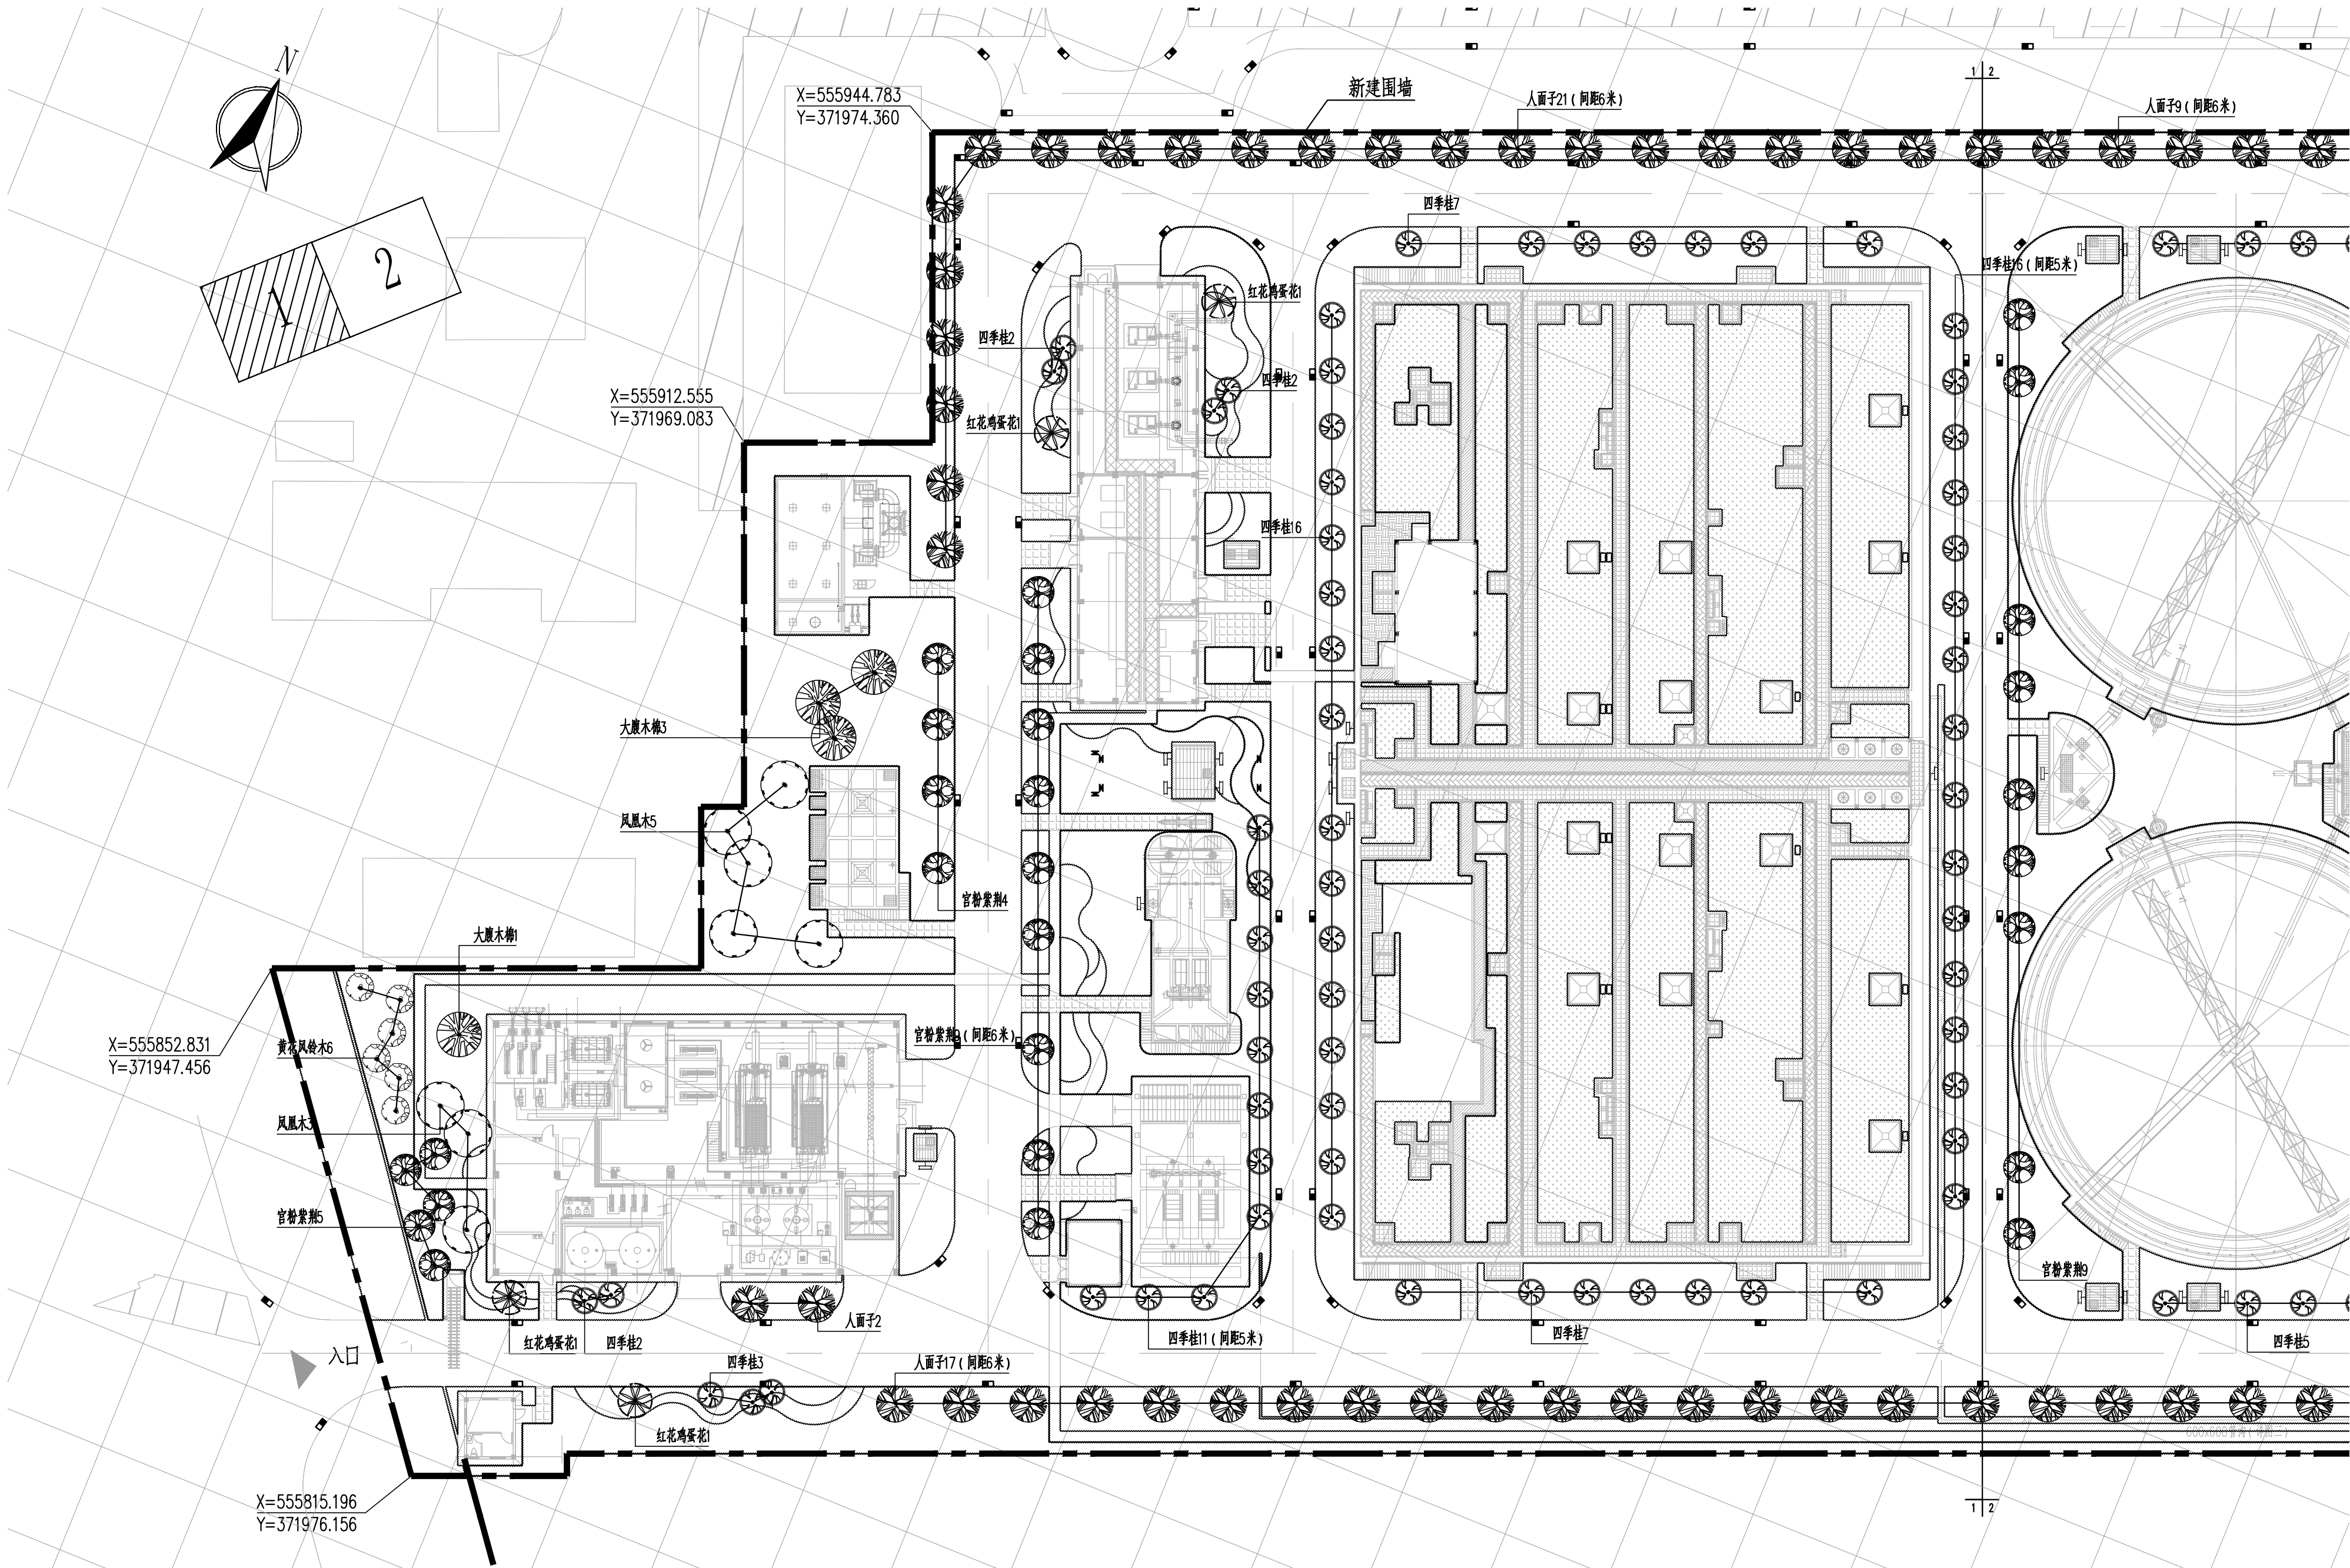 N
1 2
X=555944.783
Y=371974.360
新建围墙
人面子21（间距6米）
人面子9（间距6米）
四季桂7
1
2
四季桂16（间距5米）
红花鸡蛋花1
四季桂2
四季桂2
X=555912.555
Y=371969.083
红花鸡蛋花1
四季桂16
大腹木棉3
凤凰木5
宫粉紫荆4
大腹木棉1
X=555852.831
Y=371947.456
黄花风铃木6
宫粉紫荆9（间距6米）
凤凰木3
宫粉紫荆5
宫粉紫荆9
人面子2
红花鸡蛋花1
四季桂2
四季桂11（间距5米）
四季桂7
四季桂5
入口
四季桂3
人面子17（间距6米）
红花鸡蛋花1
X=555815.196
Y=371976.156
1 2